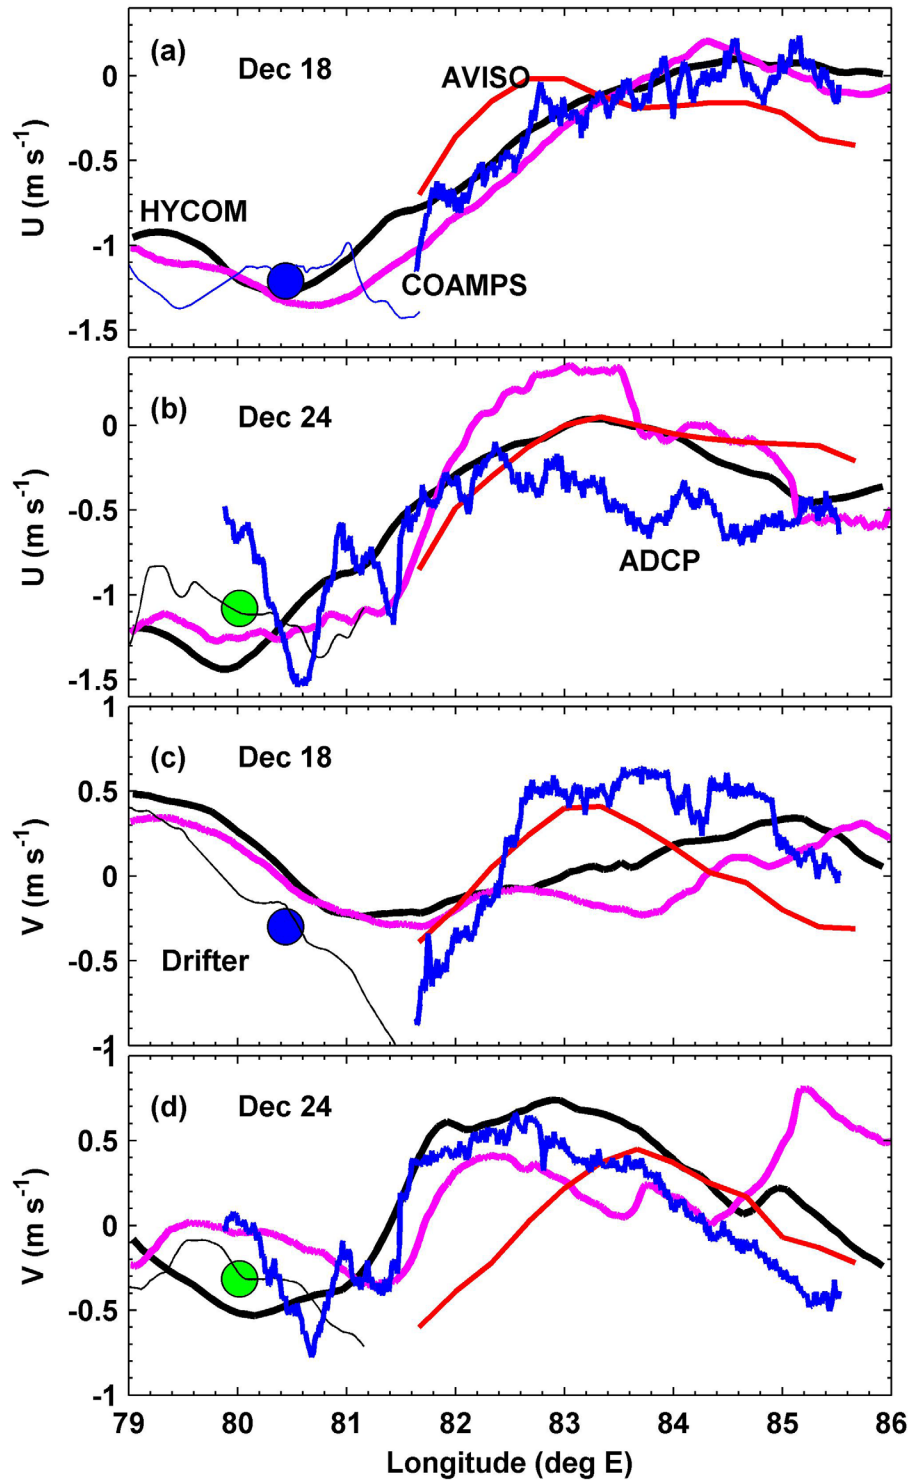 (a) Dec 18
AVISO
HYCOM
COAMPS
0
-0.5
-1
-1.5
U (m s⁻¹)
(b) Dec 24
ADCP
0
-0.5
-1
-1.5
U (m s⁻¹)
(c) Dec 18
Drifter
1
0.5
0
-0.5
-1
V (m s⁻¹)
(d) Dec 24
0.5
0
-0.5
-1
V (m s⁻¹)
79 80 81 82 83 84 85 86
Longitude (deg E)